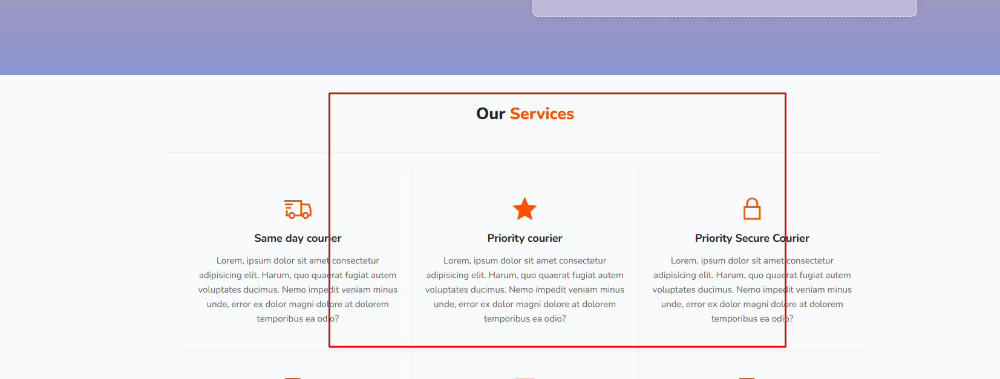 Our Services
Same day courier
Lorem, ipsum dolor sit amet consectetur
adipisicing elit. Harum, quo quaerat fugiat autem
voluptates ducimus. Nemo impedit veniam minus
unde, error ex dolor magni dolore at dolorem
temporibus ea odio?
Priority courier
Lorem, ipsum dolor sit amet consectetur
adipisicing elit. Harum, quo quaerat fugiat autem
voluptates ducimus. Nemo impedit veniam minus
unde, error ex dolor magni dolore at dolorem
temporibus ea odio?
Priority Secure Courier
Lorem, ipsum dolor sit amet consectetur
adipisicing elit. Harum, quo quaerat fugiat autem
voluptates ducimus. Nemo impedit veniam minus
unde, error ex dolor magni dolore at dolorem
temporibus ea odio?